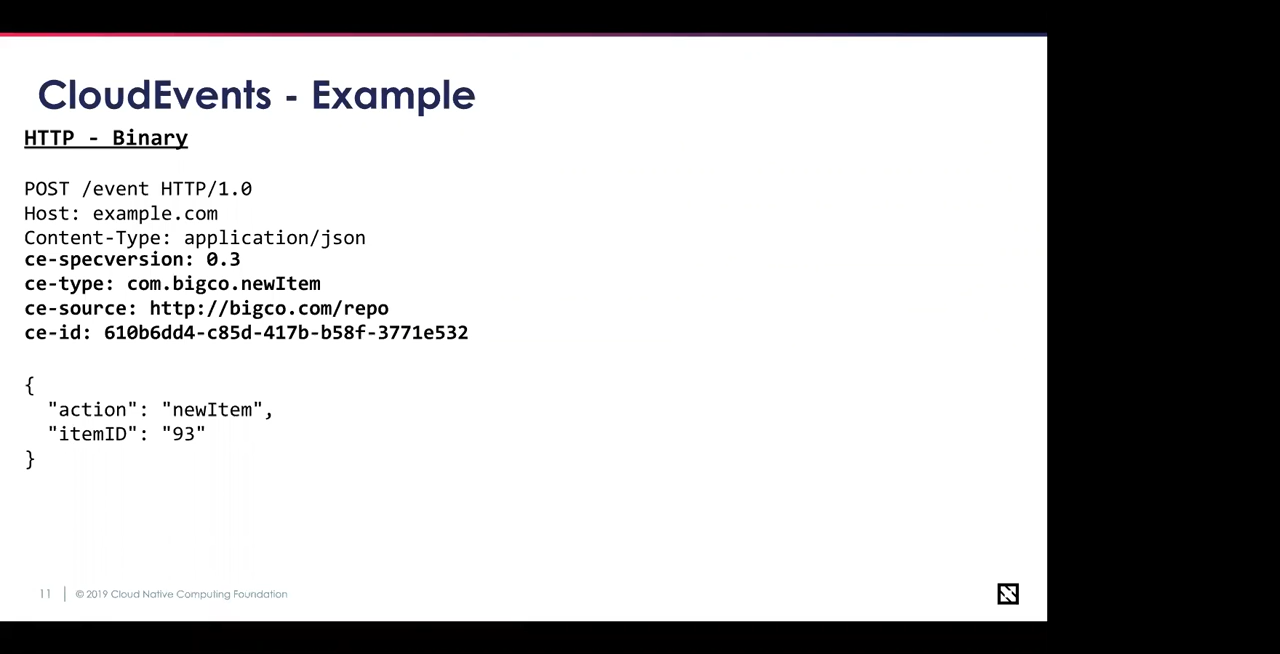 CloudEvents - Example
HTTP - Binary
POST /event HTTP/1.0
Host: example.com
Content-Type: application/json
ce-specversion: 0.3
ce-type: com.bigco.newItem
ce-source: http://bigco.com/repo
ce-id: 610b6dd4-c85d-417b-b58f-3771e532
{
"action": "newItem",
"itemID": "93"
}
11 © 2019 Cloud Native Computing Foundation